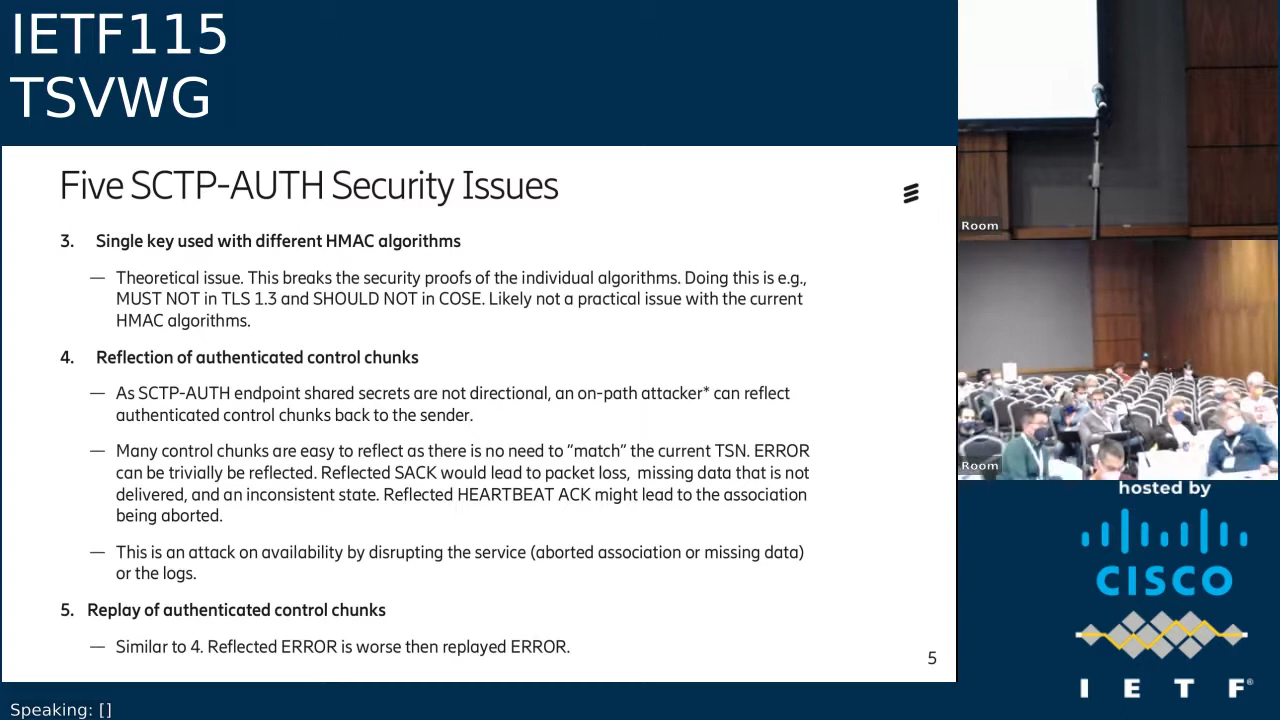 IETF115
TSVWG
Five SCTP-AUTH Security Issues
3. Single key used with different HMAC algorithms
— Theoretical issue. This breaks the security proofs of the individual algorithms. Doing this is e.g.,
MUST NOT in TLS 1.3 and SHOULD NOT in COSE. Likely not a practical issue with the current
HMAC algorithms.
4. Reflection of authenticated control chunks
— As SCTP-AUTH endpoint shared secrets are not directional, an on-path attacker* can reflect
authenticated control chunks back to the sender.
— Many control chunks are easy to reflect as there is no need to “match” the current TSN. ERROR
can be trivially be reflected. Reflected SACK would lead to packet loss, missing data that is not
delivered, and an inconsistent state. Reflected HEARTBEAT ACK might lead to the association
being aborted.
— This is an attack on availability by disrupting the service (aborted association or missing data)
or the logs.
5. Replay of authenticated control chunks
— Similar to 4. Reflected ERROR is worse then replayed ERROR.
5
Speaking: []
Room
Room
hosted by
CISCO
I E T F®